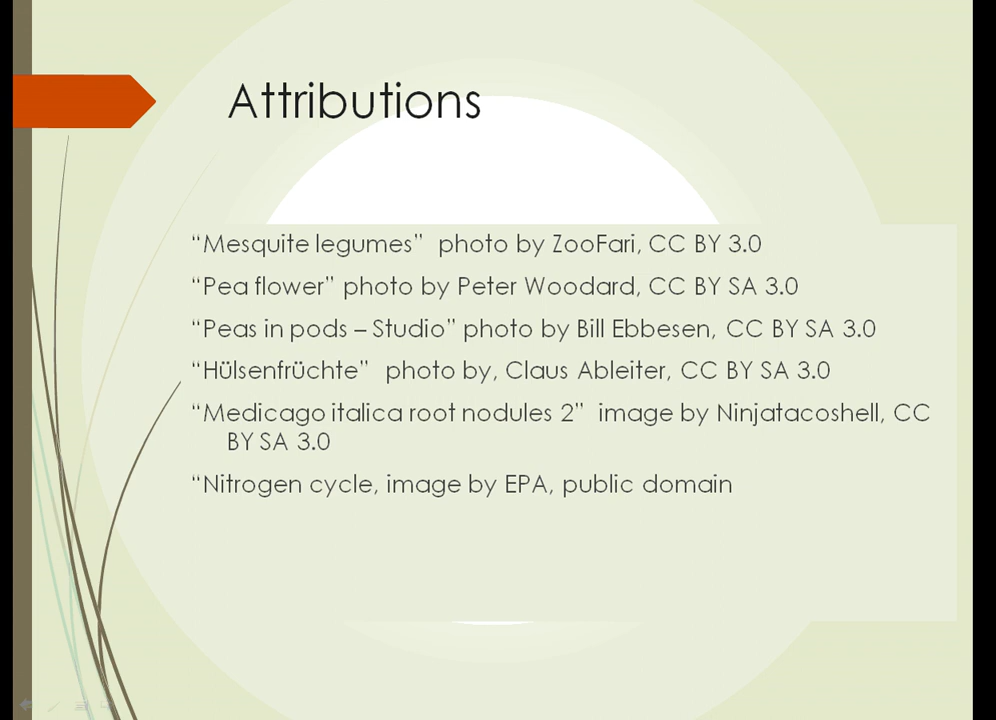 Attributions
“Mesquite legumes”  photo by ZooFari, CC BY 3.0
“Pea flower” photo by Peter Woodard, CC BY SA 3.0
“Peas in pods – Studio” photo by Bill Ebbesen, CC BY SA 3.0
“Hülsenfrüchte”  photo by, Claus Ableiter, CC BY SA 3.0
“Medicago italica root nodules 2”  image by Ninjatacoshell, CC
BY SA 3.0
“Nitrogen cycle, image by EPA, public domain